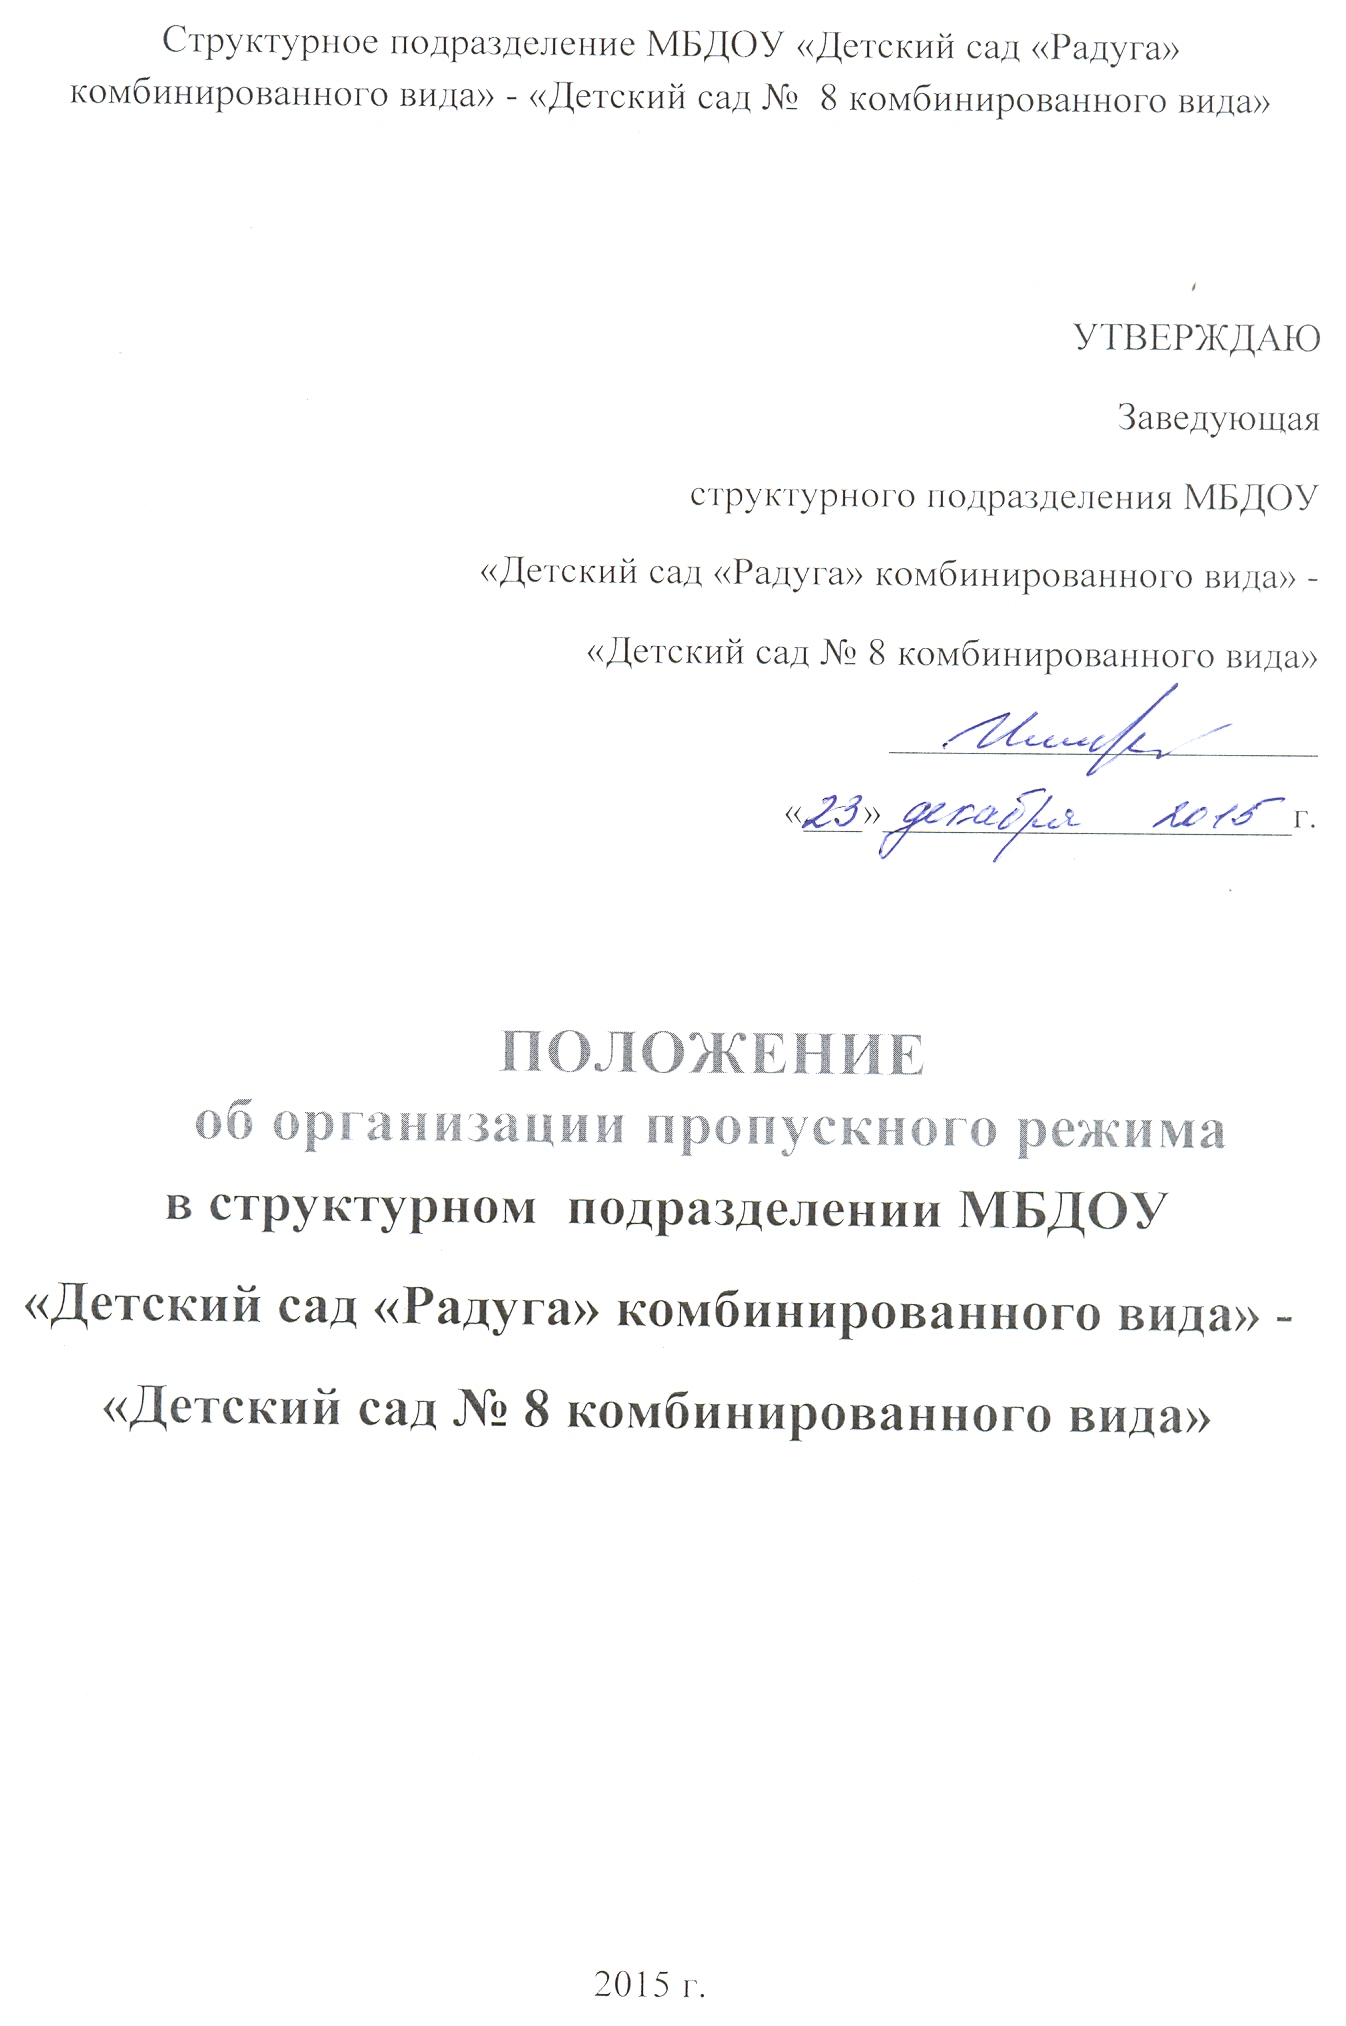 Структурное подразделение МБДОУ «Детский сад «Радуга»
комбинированного вида» - «Детский сад № 8 комбинированного вида»
УТВЕРЖДАЮ
Заведующая
структурного подразделения МБДОУ
«Детский сад «Радуга» комбинированного вида» -
«Детский сад № 8 комбинированного вида»
«23» декабря 2015 г.
ПОЛОЖЕНИЕ
об организации пропускного режима
в структурном подразделении МБДОУ
«Детский сад «Радуга» комбинированного вида» -
«Детский сад № 8 комбинированного вида»
2015 г.